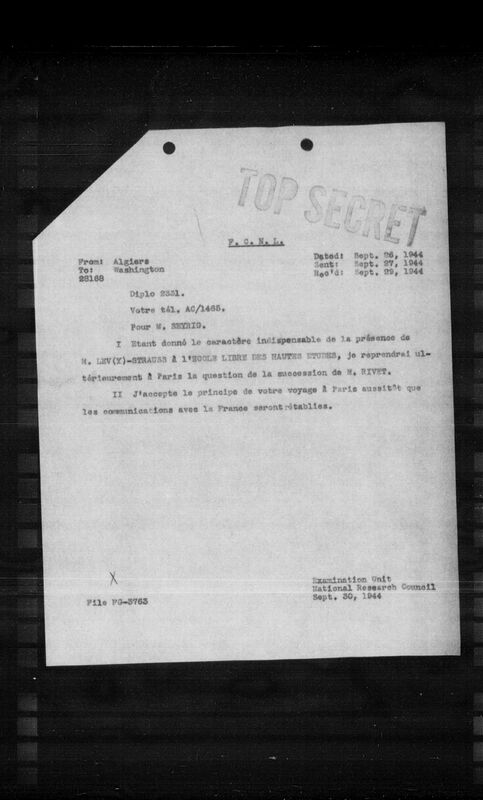 TOP SECRET
F. C. N. L.
From: Algiers
To: Washington
28168
Dated: Sept. 26, 1944
Sent: Sept. 27, 1944
Rec'd: Sept. 29, 1944
Diplo 2331.
Votre tél. AC/1465.
Pour M. SEYRIG.
I Etant donné le caractère indispensable de la présence de
M. LEV(X)-STRAUSS à l'ECOLE LIBRE DES HAUTES ETUDES, je reprendrai ul-
térieurement à Paris la question de la succession de M. RIVET.
II J'accepte le principe de votre voyage à Paris aussitôt que
les communications avec la France serontrétablies.
X
File FG-3763
Examination Unit
National Research Council
Sept. 30, 1944